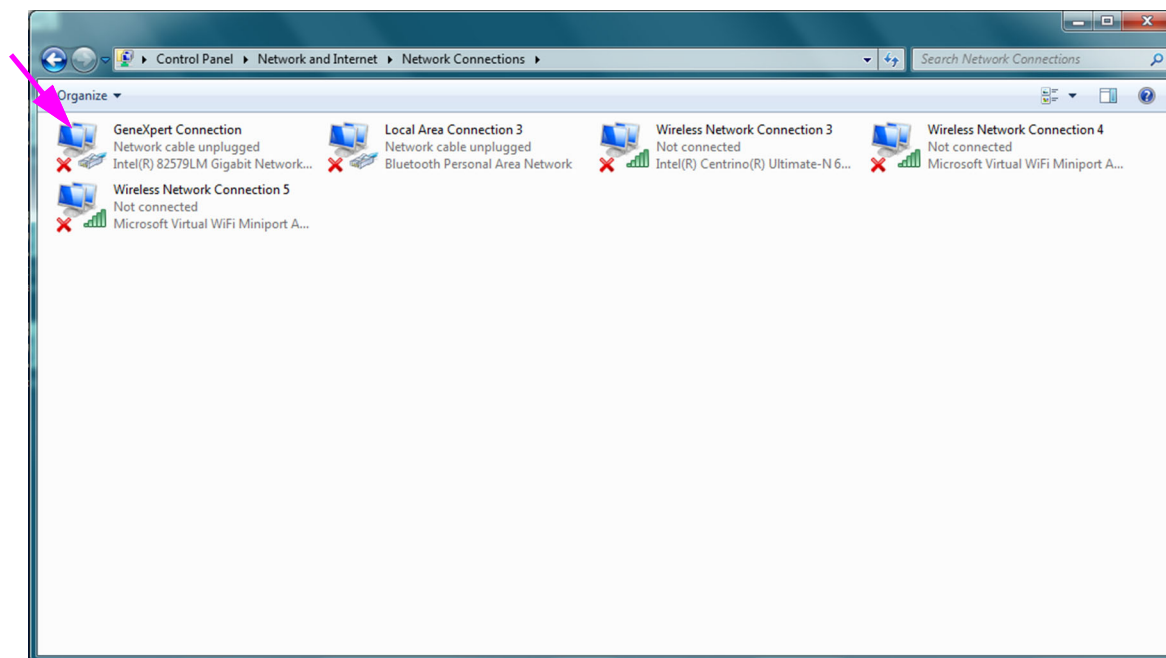 Control Panel ▸ Network and Internet ▸ Network Connections ▸
Search Network Connections
Organize
GeneXpert Connection
Network cable unplugged
Intel(R) 82579LM Gigabit Network...
Local Area Connection 3
Network cable unplugged
Bluetooth Personal Area Network
Wireless Network Connection 3
Not connected
Intel(R) Centrino(R) Ultimate-N 6...
Wireless Network Connection 4
Not connected
Microsoft Virtual WiFi Miniport A...
Wireless Network Connection 5
Not connected
Microsoft Virtual WiFi Miniport A...